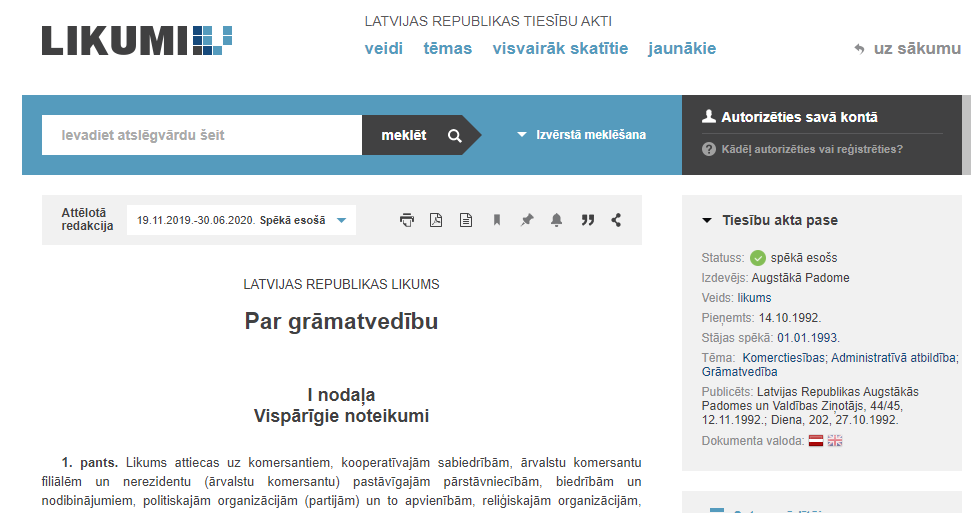 LIKUMI
LATVIJAS REPUBLIKAS TIESĪBU AKTI
veidi tēmas visvairāk skatītie jaunākie
uz sākumu
Ievadiet atslēgvārdu šeit
meklēt
Izvērstā meklēšana
Autorizēties savā kontā
Kādēļ autorizēties vai reģistrēties?
Attēlotā
redakcija
19.11.2019.-30.06.2020. Spēkā esošā
LATVIJAS REPUBLIKAS LIKUMS
Par grāmatvedību
I nodaļa
Vispārīgie noteikumi
1. pants. Likums attiecas uz komersantiem, kooperatīvajām sabiedrībām, ārvalstu komersantu
filiālēm un nerezidentu (ārvalstu komersantu) pastāvīgajām pārstāvniecībām, biedrībām un
nodibinājumiem, politiskajām organizācijām (partijām) un to apvienībām, reliģiskajām organizācijām,
Tiesību akta pase
Statuss: spēkā esošs
Izdevējs: Augstākā Padome
Veids: likums
Pieņemts: 14.10.1992.
Stājas spēkā: 01.01.1993.
Tēma: Komerctiesības; Administratīvā atbildība;
Grāmatvedība
Publicēts: Latvijas Republikas Augstākās
Padomes un Valdības Ziņotājs, 44/45,
12.11.1992.; Diena, 202, 27.10.1992.
Dokumenta valoda: